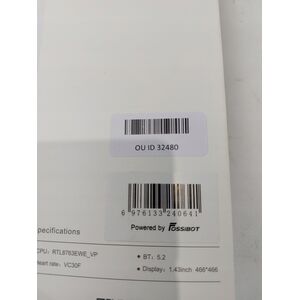 OU ID 32480
6 976133 240641
Powered by FOSSIBOT
pecifications
CPU: RTL8763EWE_VP
• BT: 5.2
eart rate: VC30F
• Display: 1.43inch 466*466